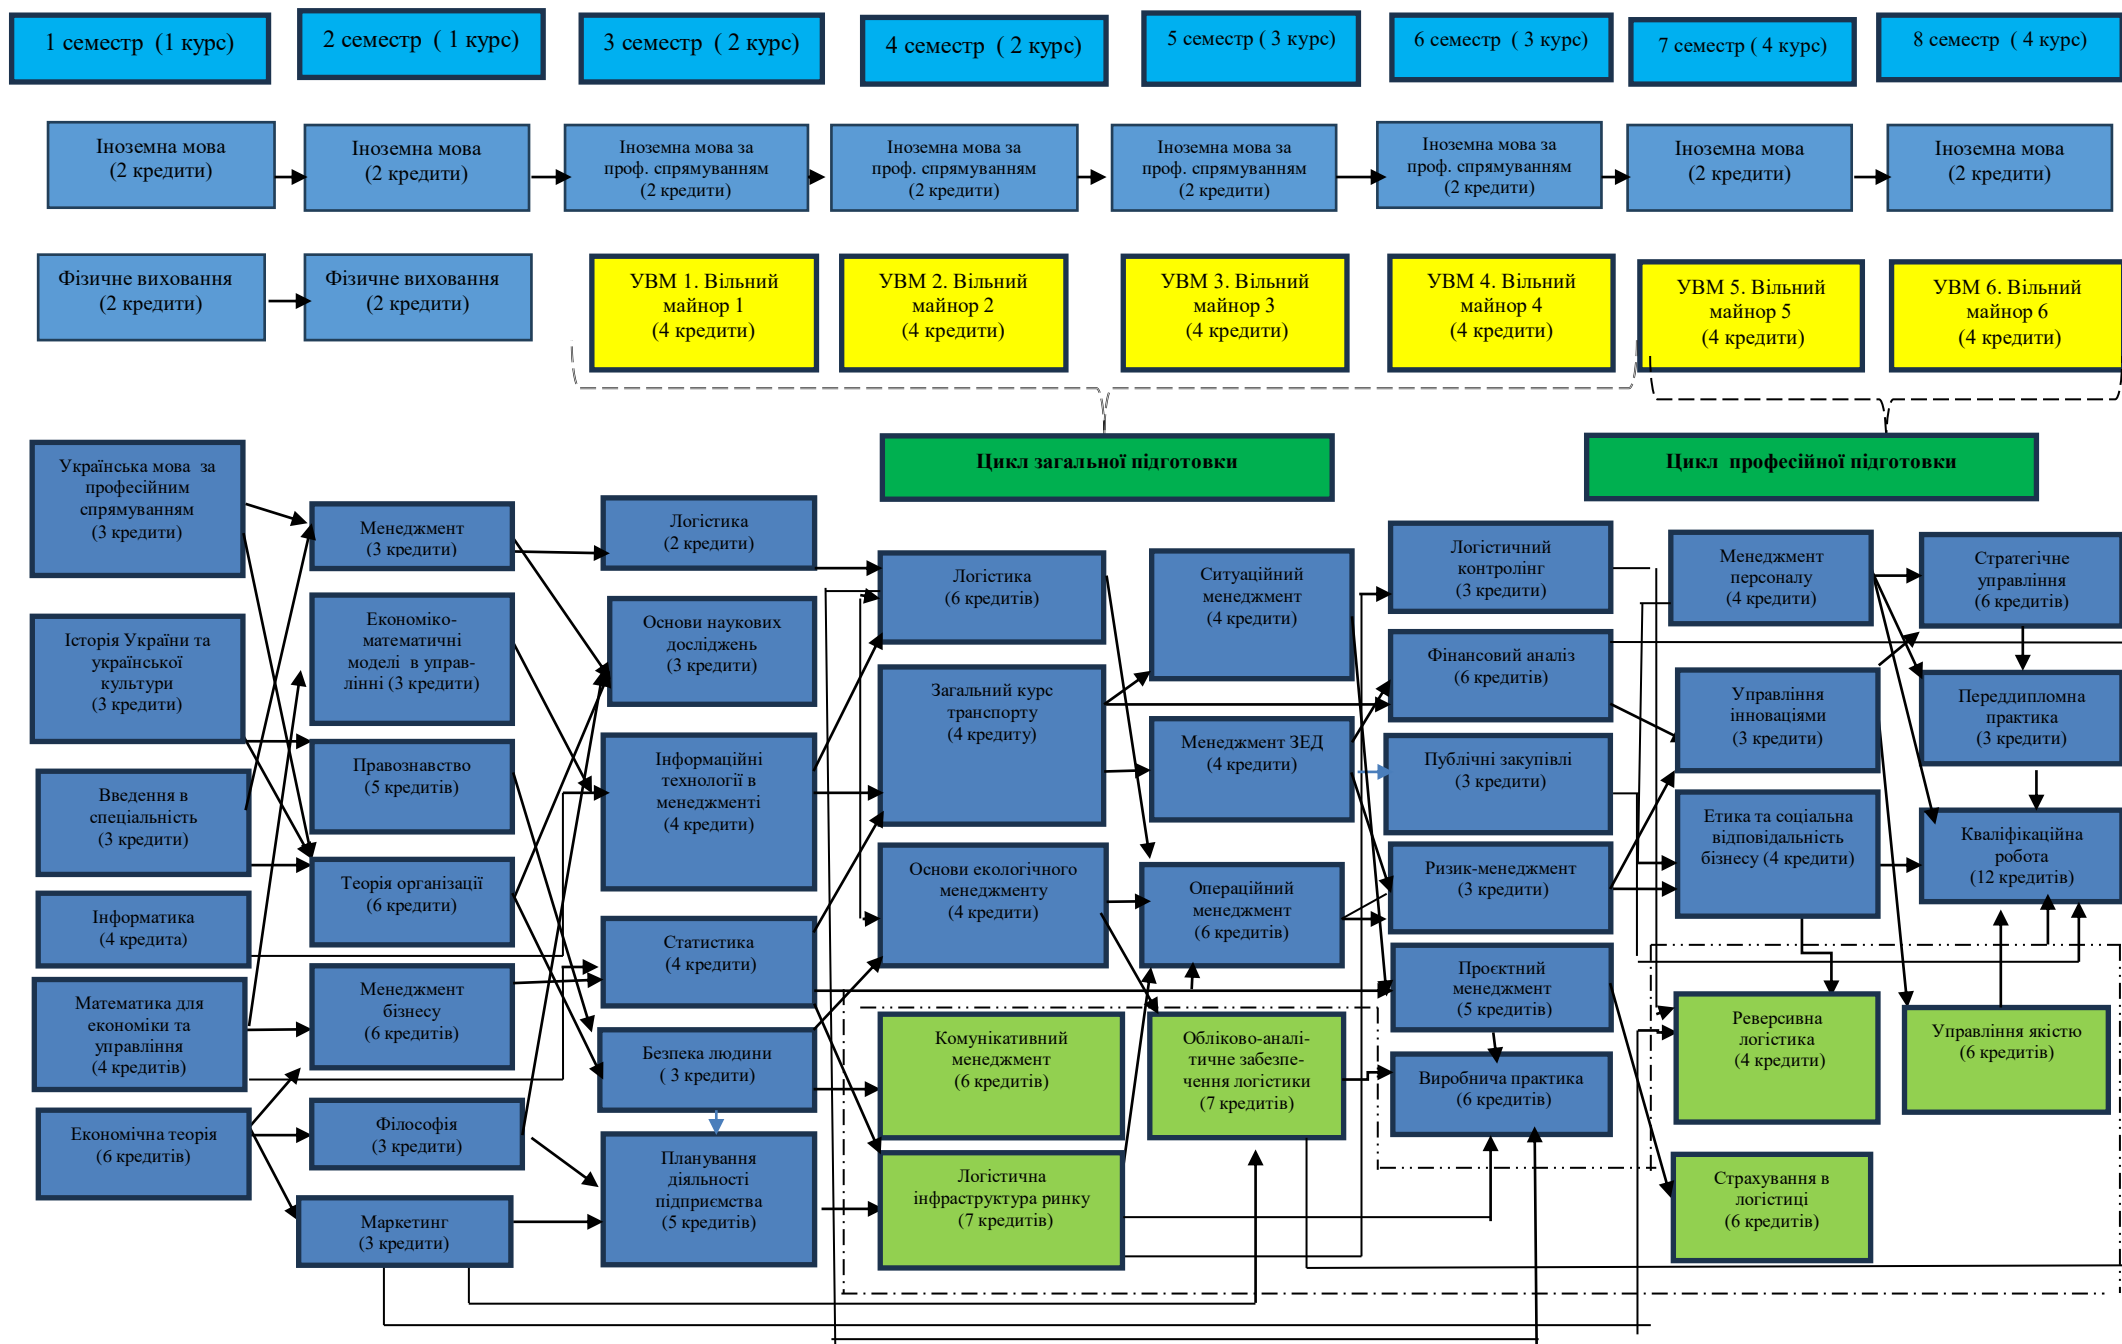 1 семестр (1 курс)
2 семестр ( 1 курс)
3 семестр ( 2 курс)
4 семестр ( 2 курс)
5 семестр ( 3 курс)
6 семестр ( 3 курс)
7 семестр ( 4 курс)
8 семестр ( 4 курс)
Іноземна мова
(2 кредити)
Іноземна мова
(2 кредити)
Іноземна мова за
проф. спрямуванням
(2 кредити)
Іноземна мова за
проф. спрямуванням
(2 кредити)
Іноземна мова за
проф. спрямуванням
(2 кредити)
Іноземна мова за
проф. спрямуванням
(2 кредити)
Іноземна мова
(2 кредити)
Іноземна мова
(2 кредити)
Фізичне виховання
(2 кредити)
Фізичне виховання
(2 кредити)
УВМ 1. Вільний
майнор 1
(4 кредити)
УВМ 2. Вільний
майнор 2
(4 кредити)
УВМ 3. Вільний
майнор 3
(4 кредити)
УВМ 4. Вільний
майнор 4
(4 кредити)
УВМ 5. Вільний
майнор 5
(4 кредити)
УВМ 6. Вільний
майнор 6
(4 кредити)
Цикл загальної підготовки
Цикл професійної підготовки
Українська мова за
професійним
спрямуванням
(3 кредити)
Історія України та
української
культури
(3 кредити)
Введення в
спеціальність
(3 кредити)
Інформатика
(4 кредита)
Математика для
економіки та
управління
(4 кредитів)
Економічна теорія
(6 кредитів)
Менеджмент
(3 кредити)
Економіко-
математичні
моделі в управ-
лінні (3 кредити)
Правознавство
(5 кредитів)
Теорія організації
(6 кредитів)
Менеджмент
бізнесу
(6 кредитів)
Філософія
(3 кредити)
Маркетинг
(3 кредити)
Логістика
(2 кредити)
Основи наукових
досліджень
(3 кредити)
Інформаційні
технології в
менеджменті
(4 кредити)
Статистика
(4 кредити)
Безпека людини
( 3 кредити)
Планування
діяльності
підприємства
(5 кредитів)
Логістика
(6 кредитів)
Загальний курс
транспорту
(4 кредиту)
Основи екологічного
менеджменту
(4 кредити)
Комунікативний
менеджмент
(6 кредитів)
Логістична
інфраструктура ринку
(7 кредитів)
Ситуаційний
менеджмент
(4 кредити)
Менеджмент ЗЕД
(4 кредити)
Операційний
менеджмент
(6 кредитів)
Обліково-аналі-
тичне забезпе-
чення логістики
(7 кредитів)
Логістичний
контролінг
(3 кредити)
Фінансовий аналіз
(6 кредитів)
Публічні закупівлі
(3 кредити)
Ризик-менеджмент
(3 кредити)
Проєктний
менеджмент
(5 кредитів)
Виробнича практика
(6 кредитів)
Менеджмент
персоналу
(4 кредити)
Управління
інноваціями
(3 кредити)
Етика та соціальна
відповідальність
бізнесу (4 кредити)
Реверсивна
логістика
(4 кредити)
Страхування в
логістиці
(6 кредитів)
Стратегічне
управління
(6 кредитів)
Переддипломна
практика
(3 кредити)
Кваліфікаційна
робота
(12 кредитів)
Управління якістю
(6 кредитів)